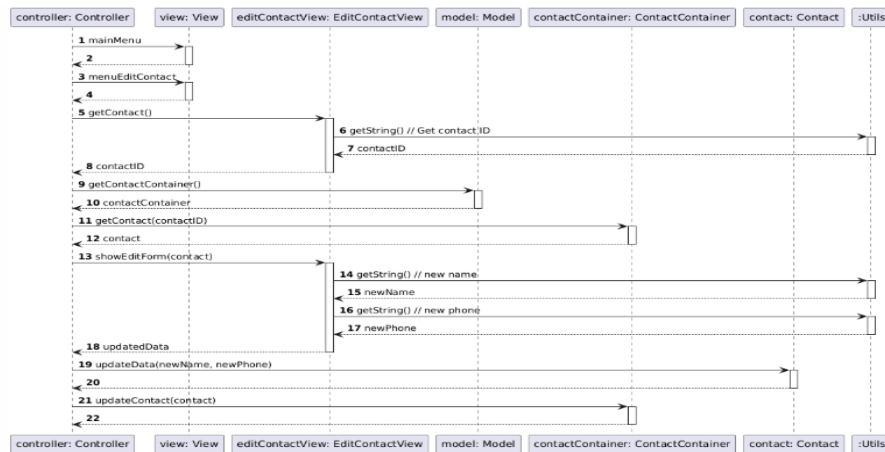 controller: Controller view: View editContactView: EditContactView model: Model contactContainer: ContactContainer contact: Contact :Utils
1 mainMenu
2
3 menuEditContact
4
5 getContact()
6 getString() // Get contact ID
7 contactID
8 contactID
9 getContactContainer()
10 contactContainer
11 getContact(contactID)
12 contact
13 showEditForm(contact)
14 getString() // new name
15 newName
16 getString() // new phone
17 newPhone
18 updatedData
19 updateData(newName, newPhone)
20
21 updateContact(contact)
22
controller: Controller view: View editContactView: EditContactView model: Model contactContainer: ContactContainer contact: Contact :Utils